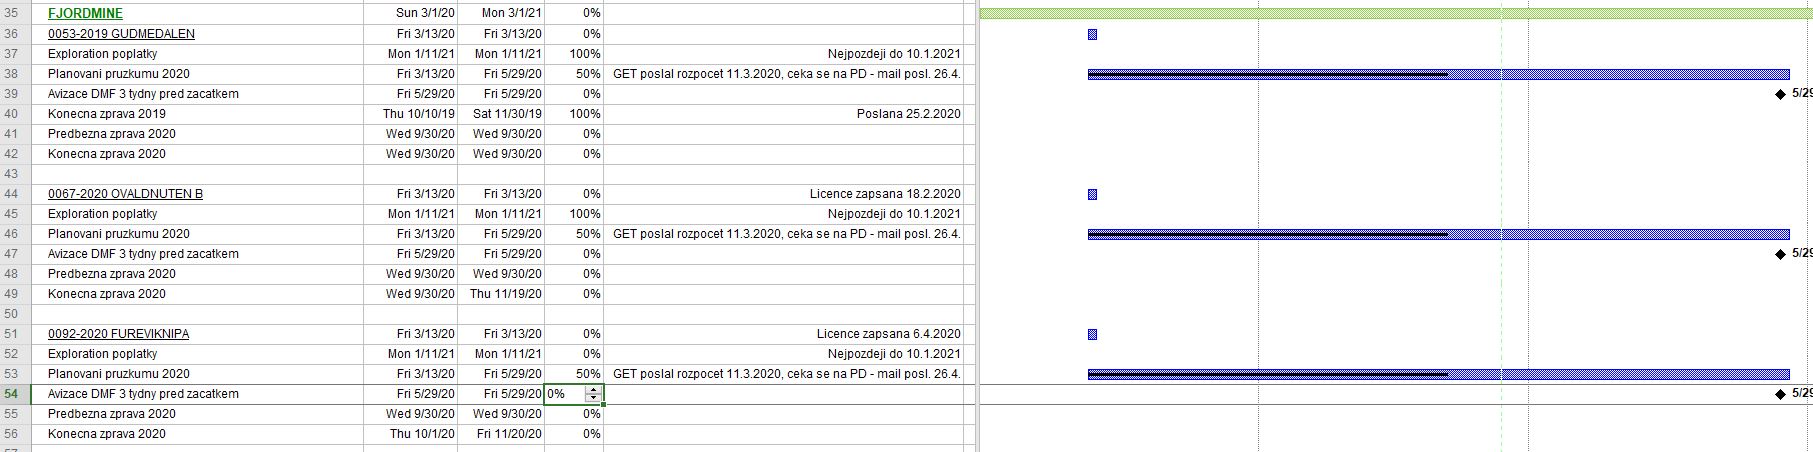 35 FJORDMINE Sun 3/1/20 Mon 3/1/21 0%
36 0053-2019 GUDMEDALEN Fri 3/13/20 Fri 3/13/20 0%
37 Exploration poplatky Mon 1/11/21 Mon 1/11/21 100% Nejpozdeji do 10.1.2021
38 Planovani pruzkumu 2020 Fri 3/13/20 Fri 5/29/20 50% GET poslal rozpocet 11.3.2020, ceka se na PD - mail posl. 26.4.
39 Avizace DMF 3 tydny pred zacatkem Fri 5/29/20 Fri 5/29/20 0% 5/29
40 Konecna zprava 2019 Thu 10/10/19 Sat 11/30/19 100% Poslana 25.2.2020
41 Predbezna zprava 2020 Wed 9/30/20 Wed 9/30/20 0%
42 Konecna zprava 2020 Wed 9/30/20 Wed 9/30/20 0%
43
44 0067-2020 OVALDNUTEN B Fri 3/13/20 Fri 3/13/20 0% Licence zapsana 18.2.2020
45 Exploration poplatky Mon 1/11/21 Mon 1/11/21 100% Nejpozdeji do 10.1.2021
46 Planovani pruzkumu 2020 Fri 3/13/20 Fri 5/29/20 50% GET poslal rozpocet 11.3.2020, ceka se na PD - mail posl. 26.4.
47 Avizace DMF 3 tydny pred zacatkem Fri 5/29/20 Fri 5/29/20 0% 5/29
48 Predbezna zprava 2020 Wed 9/30/20 Wed 9/30/20 0%
49 Konecna zprava 2020 Wed 9/30/20 Thu 11/19/20 0%
50
51 0092-2020 FUREVIKNIPA Fri 3/13/20 Fri 3/13/20 0% Licence zapsana 6.4.2020
52 Exploration poplatky Mon 1/11/21 Mon 1/11/21 0% Nejpozdeji do 10.1.2021
53 Planovani pruzkumu 2020 Fri 3/13/20 Fri 5/29/20 50% GET poslal rozpocet 11.3.2020, ceka se na PD - mail posl. 26.4.
54 Avizace DMF 3 tydny pred zacatkem Fri 5/29/20 Fri 5/29/20 0% 5/29
55 Predbezna zprava 2020 Wed 9/30/20 Wed 9/30/20 0%
56 Konecna zprava 2020 Thu 10/1/20 Fri 11/20/20 0%